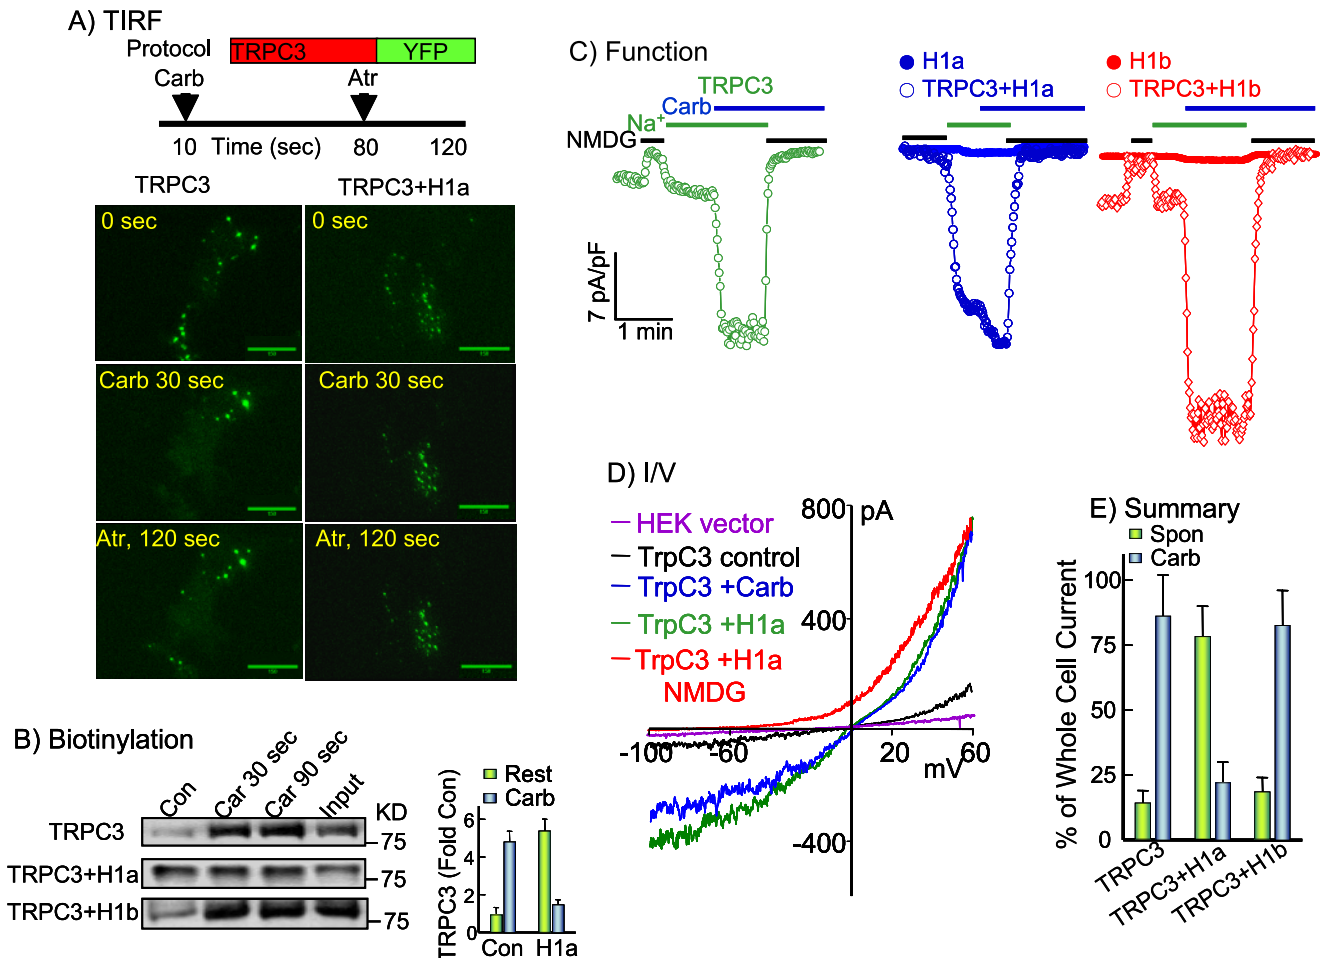 A) TIRF
Protocol
TRPC3
YFP
Carb
Atr
10
Time (sec)
80
120
TRPC3
TRPC3+H1a
0 sec
0 sec
Carb 30 sec
Carb 30 sec
Atr, 120 sec
Atr, 120 sec
B) Biotinylation
Con
Car 30 sec
Car 90 sec
Input
KD
TRPC3
75
TRPC3+H1a
75
TRPC3+H1b
75
Rest
Carb
TRPC3 (Fold Con)
6
4
2
0
Con
H1a
C) Function
TRPC3
Carb
Na+
NMDG
7 pA/pF
1 min
H1a
TRPC3+H1a
H1b
TRPC3+H1b
D) I/V
HEK vector
TrpC3 control
TrpC3 +Carb
TrpC3 +H1a
TrpC3 +H1a
NMDG
800
pA
400
-400
-100
-60
20
60
mV
E) Summary
Spon
Carb
% of Whole Cell Current
100
75
50
25
0
TRPC3
TRPC3+H1a
TRPC3+H1b